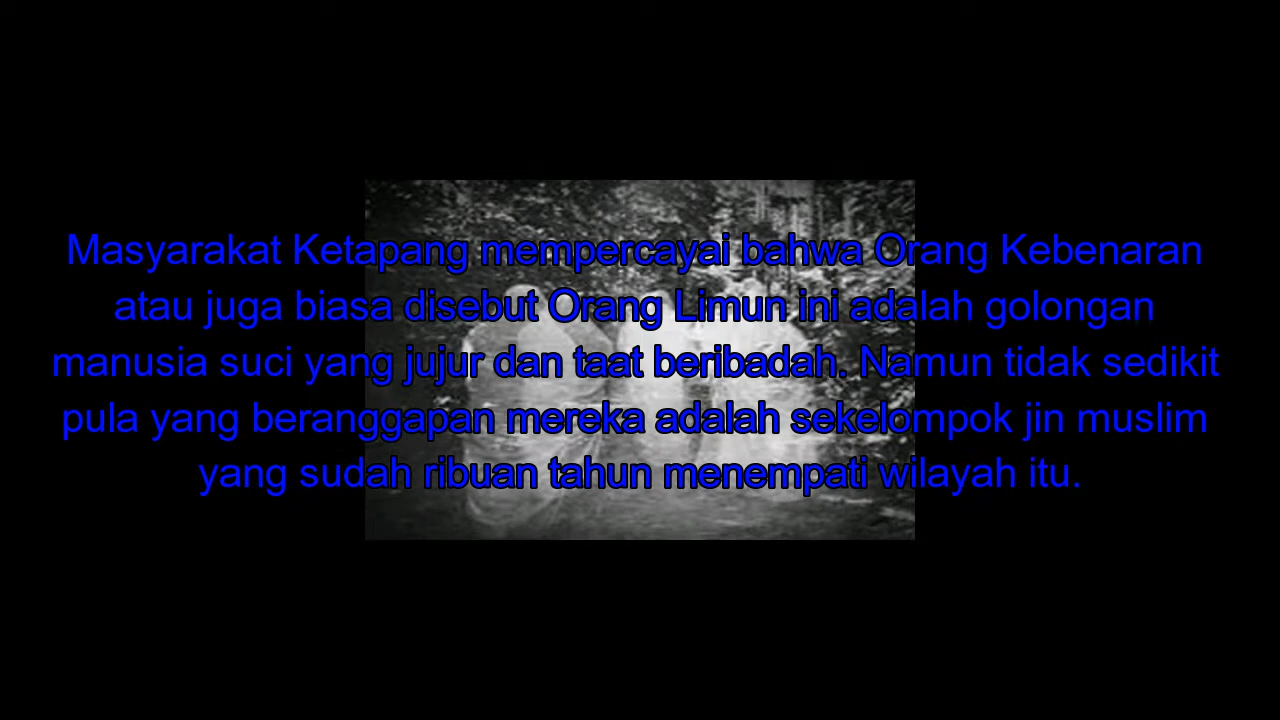 Masyarakat Ketapang mempercayai bahwa Orang Kebenaran
atau juga biasa disebut Orang Limun ini adalah golongan
manusia suci yang jujur dan taat beribadah. Namun tidak sedikit
pula yang beranggapan mereka adalah sekelompok jin muslim
yang sudah ribuan tahun menempati wilayah itu.